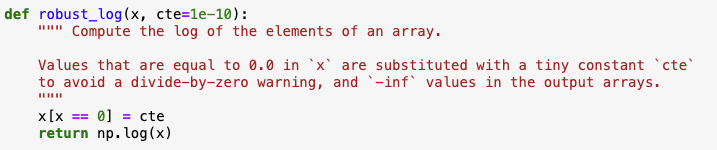 def robust_log(x, cte=1e-10):
    """ Compute the log of the elements of an array.

    Values that are equal to 0.0 in `x` are substituted with a tiny constant `cte`
    to avoid a divide-by-zero warning, and `-inf` values in the output arrays.
    """
    x[x == 0] = cte
    return np.log(x)